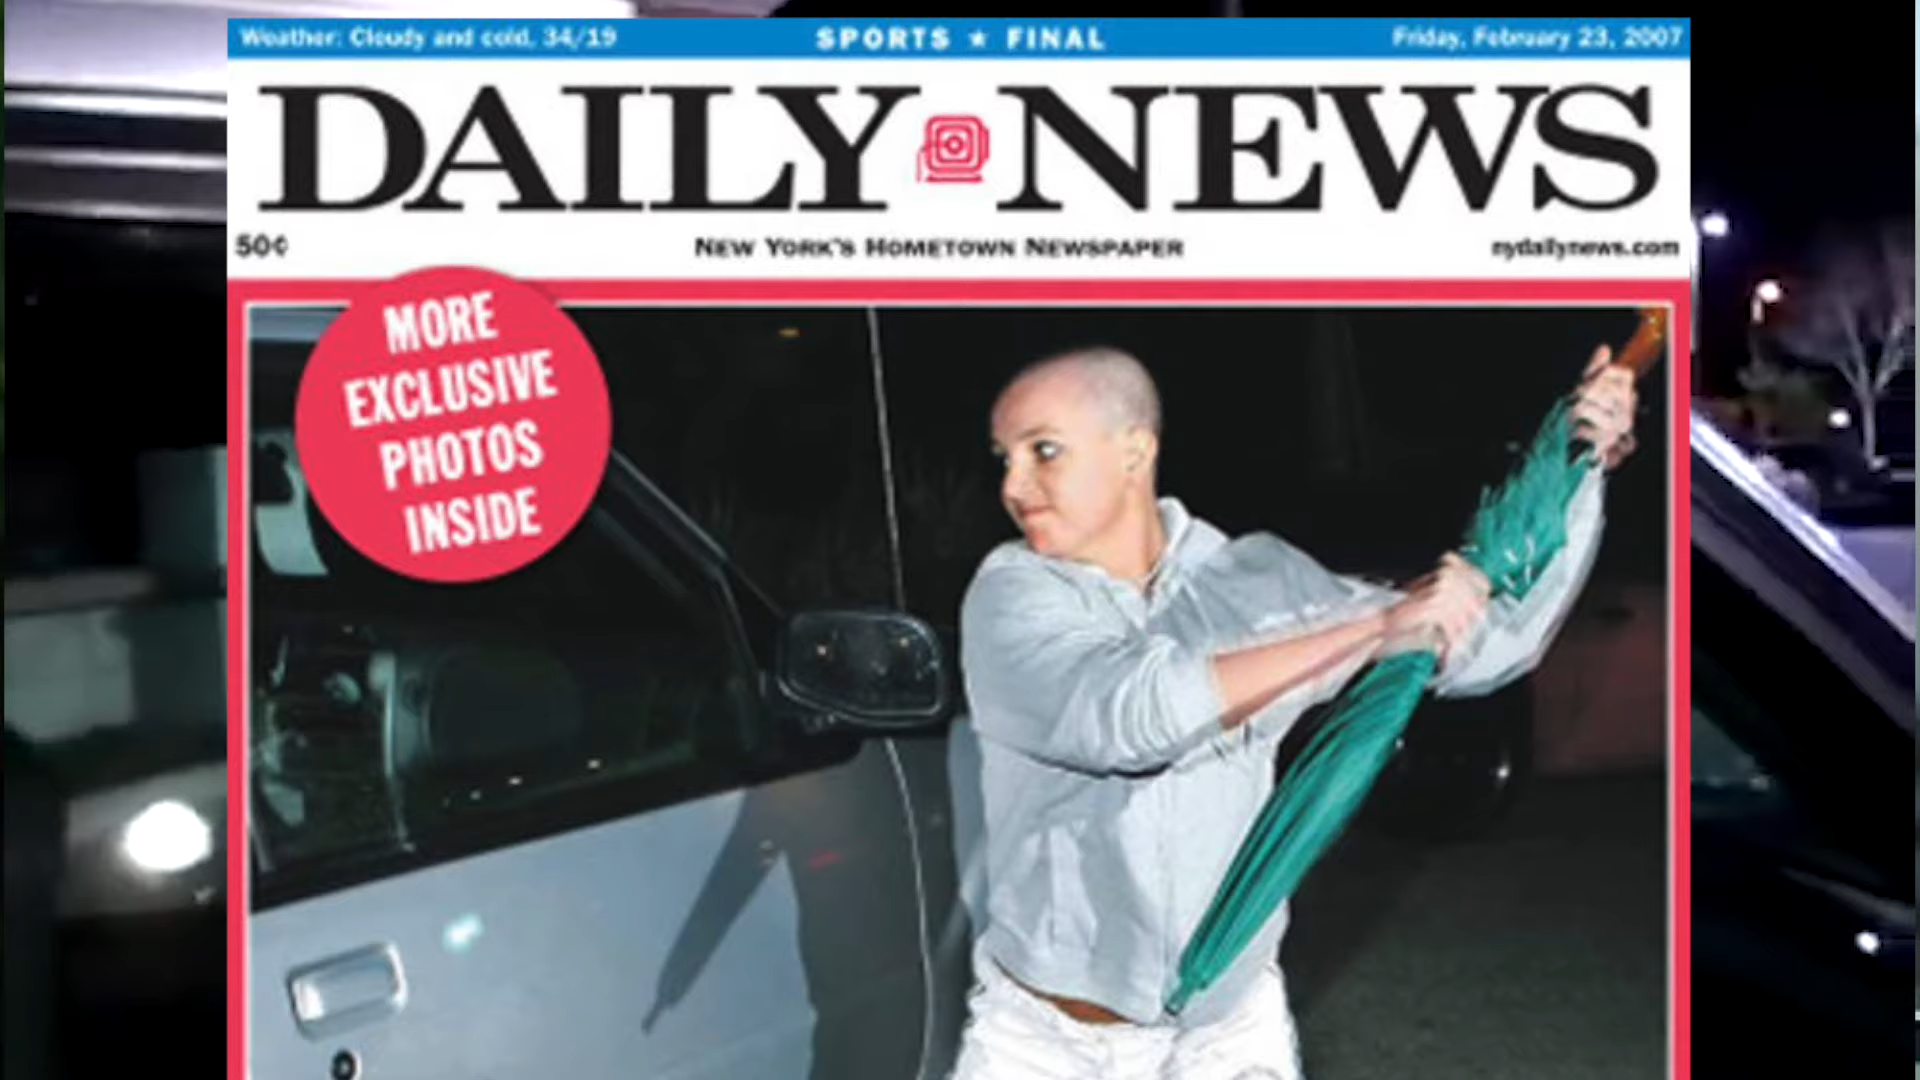 Weather: Cloudy and cold, 34/19
SPORTS ★ FINAL
Friday, February 23, 2007
DAILY NEWS
50¢
NEW YORK'S HOMETOWN NEWSPAPER
nydailynews.com
MORE
EXCLUSIVE
PHOTOS
INSIDE